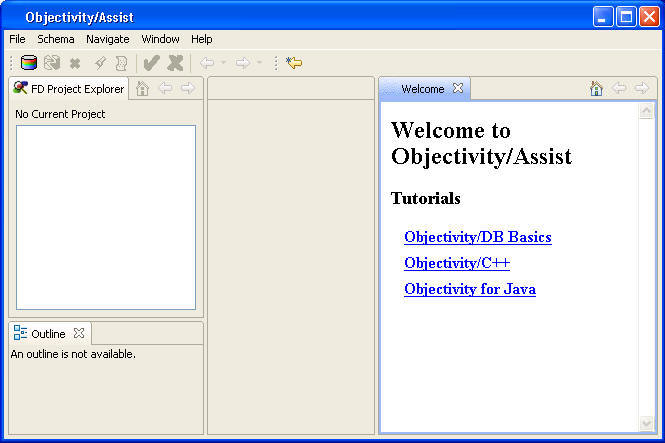 Objectivity/Assist
File Schema Navigate Window Help
FD Project Explorer
No Current Project
Outline
An outline is not available.
Welcome
Welcome to
Objectivity/Assist
Tutorials
Objectivity/DB Basics
Objectivity/C++
Objectivity for Java